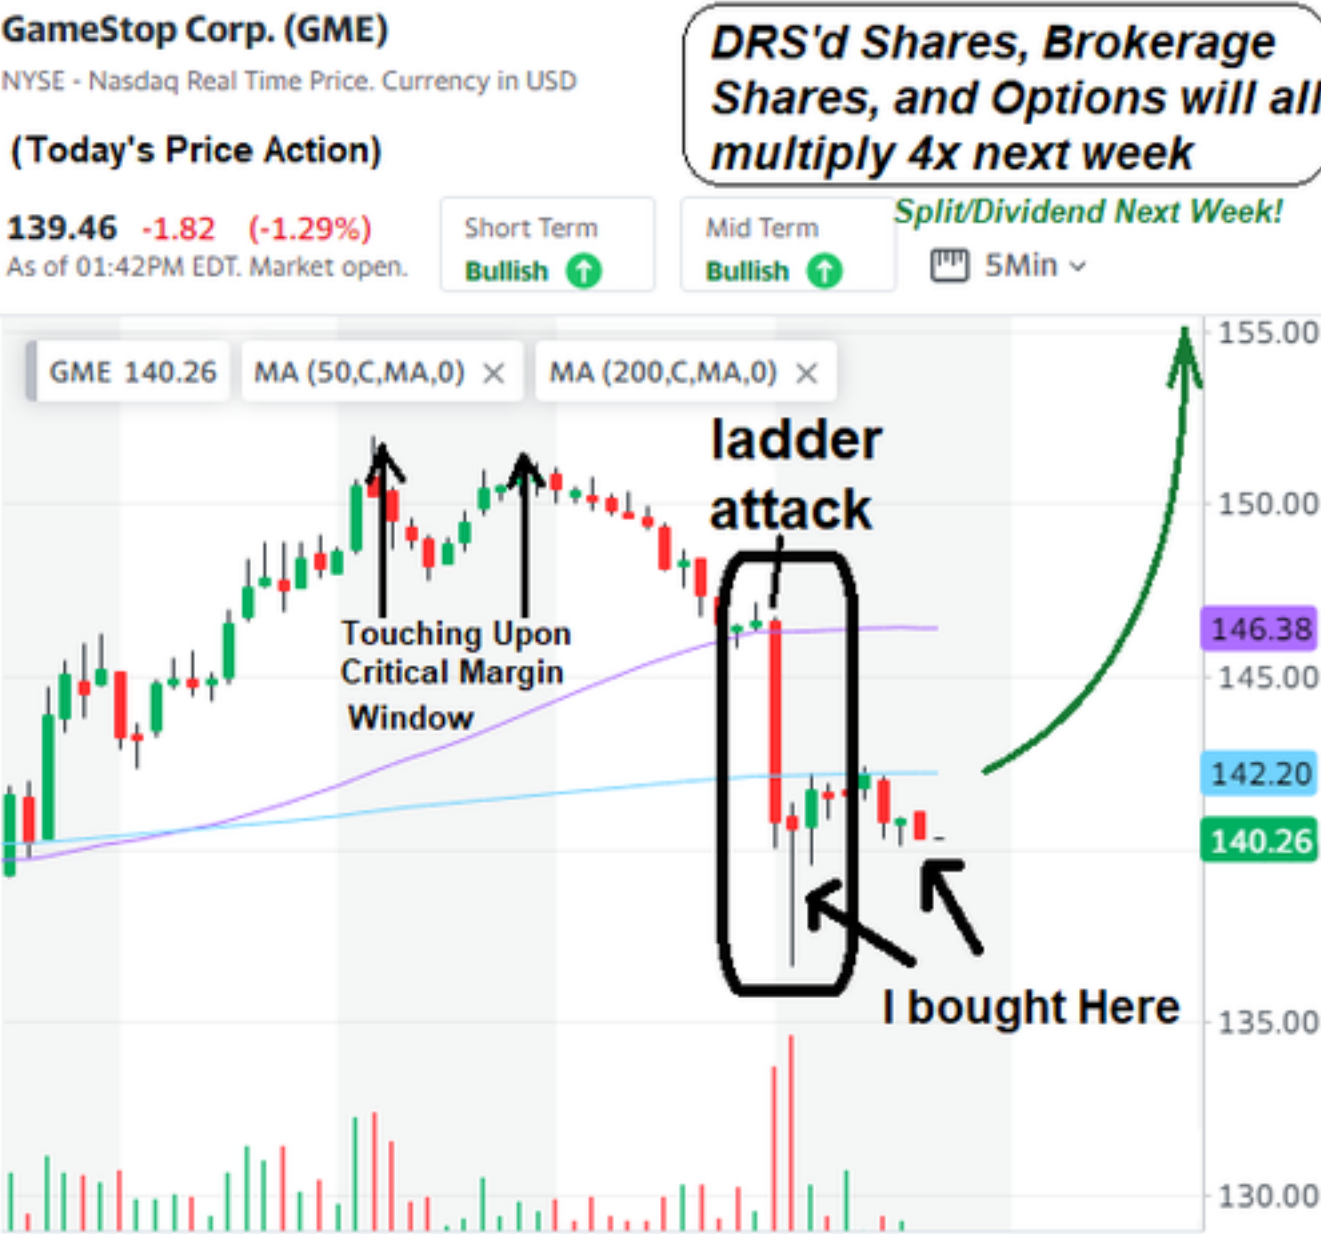 GameStop Corp. (GME)
NYSE - Nasdaq Real Time Price. Currency in USD
(Today's Price Action)
DRS'd Shares, Brokerage
Shares, and Options will all
multiply 4x next week
Split/Dividend Next Week!
139.46 -1.82 (-1.29%)
As of 01:42PM EDT. Market open.
Short Term
Bullish
Mid Term
Bullish
5Min
GME 140.26
MA (50,C,MA,0)
MA (200,C,MA,0)
155.00
ladder
attack
150.00
Touching Upon
Critical Margin
Window
146.38
145.00
142.20
140.26
I bought Here
135.00
130.00